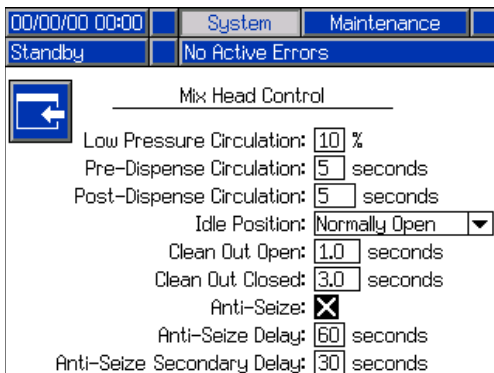 00/00/00 00:00 System Maintenance
Standby No Active Errors
Mix Head Control
Low Pressure Circulation: 10 %
Pre-Dispense Circulation: 5 seconds
Post-Dispense Circulation: 5 seconds
Idle Position: Normally Open
Clean Out Open: 1.0 seconds
Clean Out Closed: 3.0 seconds
Anti-Seize:
Anti-Seize Delay: 60 seconds
Anti-Seize Secondary Delay: 30 seconds